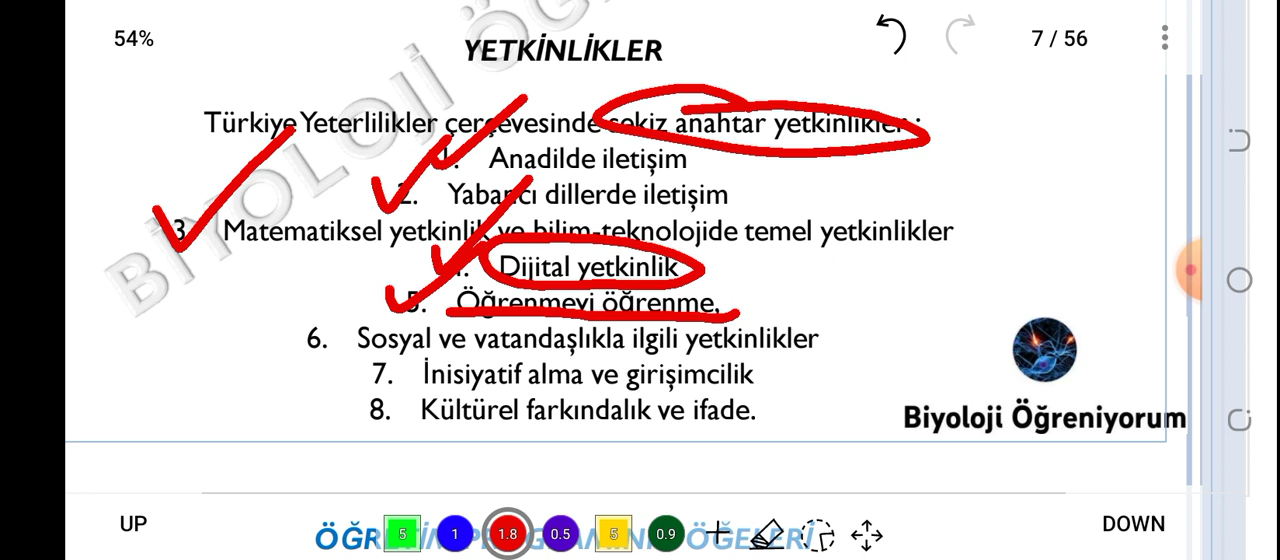 54%
YETKİNLİKLER
7 / 56
Türkiye Yeterlilikler çerçevesinde sekiz anahtar yetkinlikler :
1. Anadilde iletişim
2. Yabancı dillerde iletişim
3. Matematiksel yetkinlik ve bilim-teknolojide temel yetkinlikler
4. Dijital yetkinlik
5. Öğrenmeyi öğrenme,
6. Sosyal ve vatandaşlıkla ilgili yetkinlikler
7. İnisiyatif alma ve girişimcilik
8. Kültürel farkındalık ve ifade.
BİYOLOJİ
Biyoloji Öğreniyorum
UP
DOWN
ÖĞELERİ
5 1 1.8 0.5 5 0.9